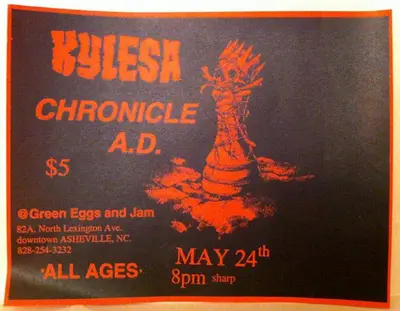 KYLESA
CHRONICLE
A.D.
$5
@Green Eggs and Jam
82A. North Lexington Ave.
downtown ASHEVILLE, NC.
828-254-3232
·ALL AGES·
MAY 24th
8pm sharp